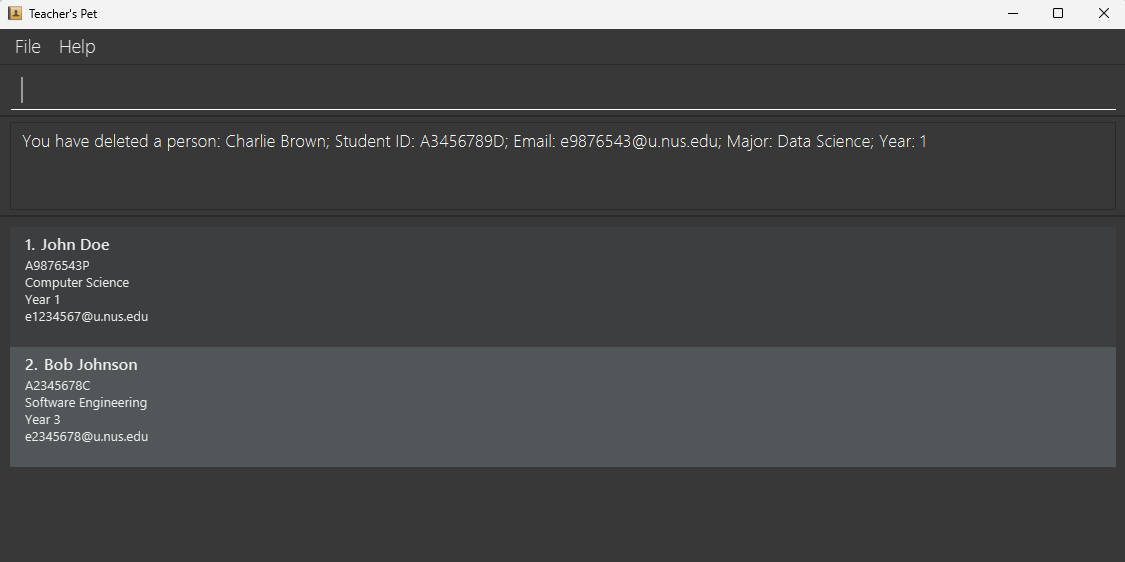 Teacher's Pet
File Help
You have deleted a person: Charlie Brown; Student ID: A3456789D; Email: e9876543@u.nus.edu; Major: Data Science; Year: 1
1. John Doe
A9876543P
Computer Science
Year 1
e1234567@u.nus.edu
2. Bob Johnson
A2345678C
Software Engineering
Year 3
e2345678@u.nus.edu